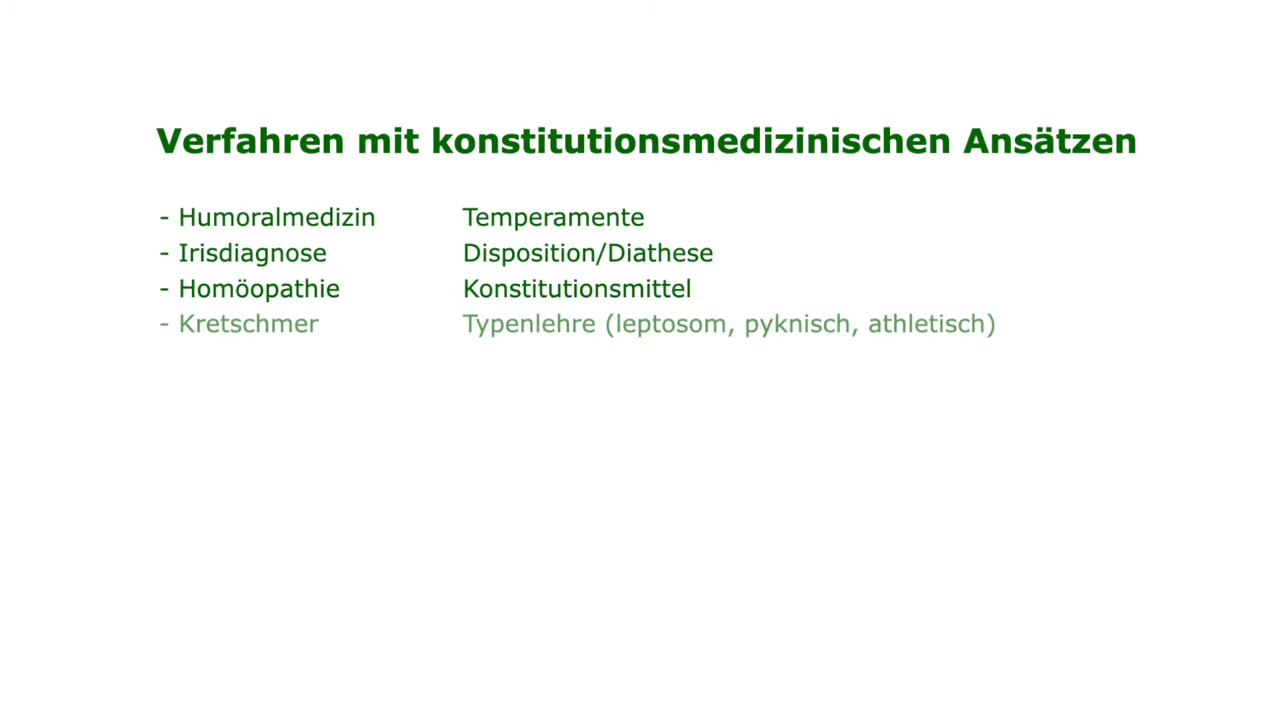 Verfahren mit konstitutionsmedizinischen Ansätzen
- Humoralmedizin Temperamente
- Irisdiagnose Disposition/Diathese
- Homöopathie Konstitutionsmittel
- Kretschmer Typenlehre (leptosom, pyknisch, athletisch)